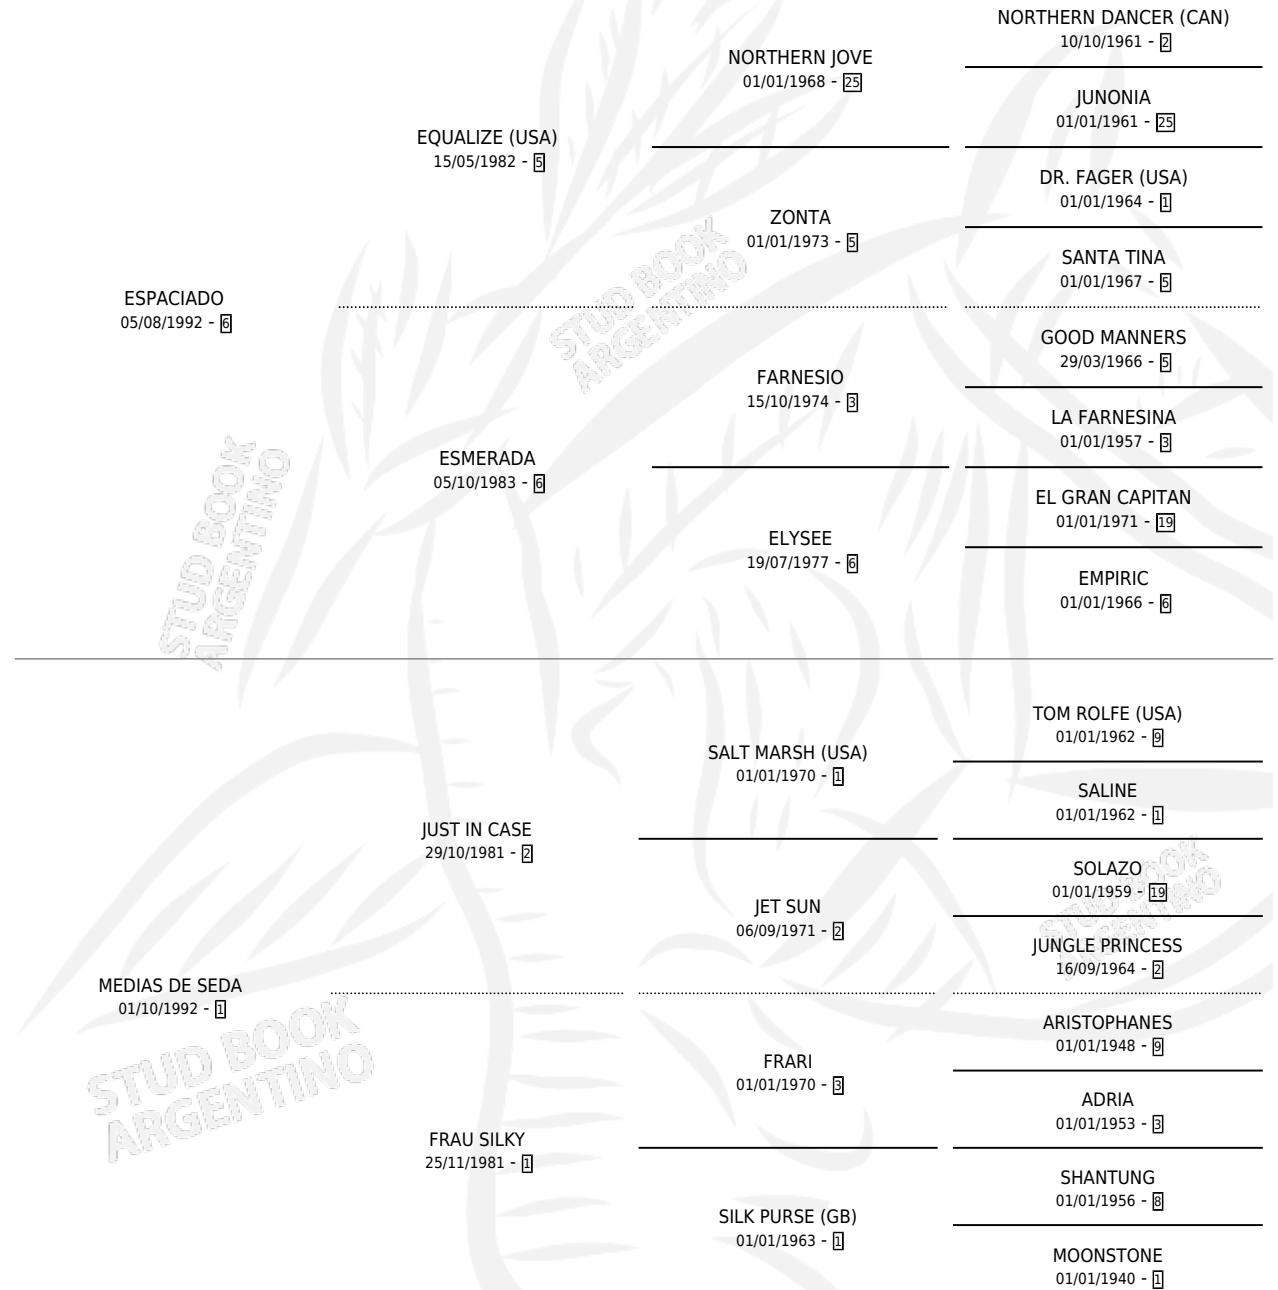 NORTHERN DANCER (CAN)
10/10/1961 - 2
NORTHERN JOVE
01/01/1968 - 25
JUNONIA
01/01/1961 - 25
EQUALIZE (USA)
15/05/1982 - 5
DR. FAGER (USA)
01/01/1964 - 1
ZONTA
01/01/1973 - 5
SANTA TINA
01/01/1967 - 5
ESPACIADO
05/08/1992 - 6
STUD BOOK
ARGENTINO
GOOD MANNERS
29/03/1966 - 5
FARNESIO
15/10/1974 - 3
LA FARNESINA
01/01/1957 - 3
ESMERADA
05/10/1983 - 6
EL GRAN CAPITAN
01/01/1971 - 19
ELYSEE
19/07/1977 - 6
EMPIRIC
01/01/1966 - 6
STUD BOOK
ARGENTINO
TOM ROLFE (USA)
01/01/1962 - 9
SALT MARSH (USA)
01/01/1970 - 1
SALINE
01/01/1962 - 1
JUST IN CASE
29/10/1981 - 2
SOLAZO
01/01/1959 - 19
JET SUN
06/09/1971 - 2
JUNGLE PRINCESS
16/09/1964 - 2
STUD BOOK
ARGENTINO
MEDIAS DE SEDA
01/10/1992 - 1
STUD BOOK
ARGENTINO
ARISTOPHANES
01/01/1948 - 9
FRARI
01/01/1970 - 3
ADRIA
01/01/1953 - 3
FRAU SILKY
25/11/1981 - 1
SHANTUNG
01/01/1956 - 8
SILK PURSE (GB)
01/01/1963 - 1
MOONSTONE
01/01/1940 - 1